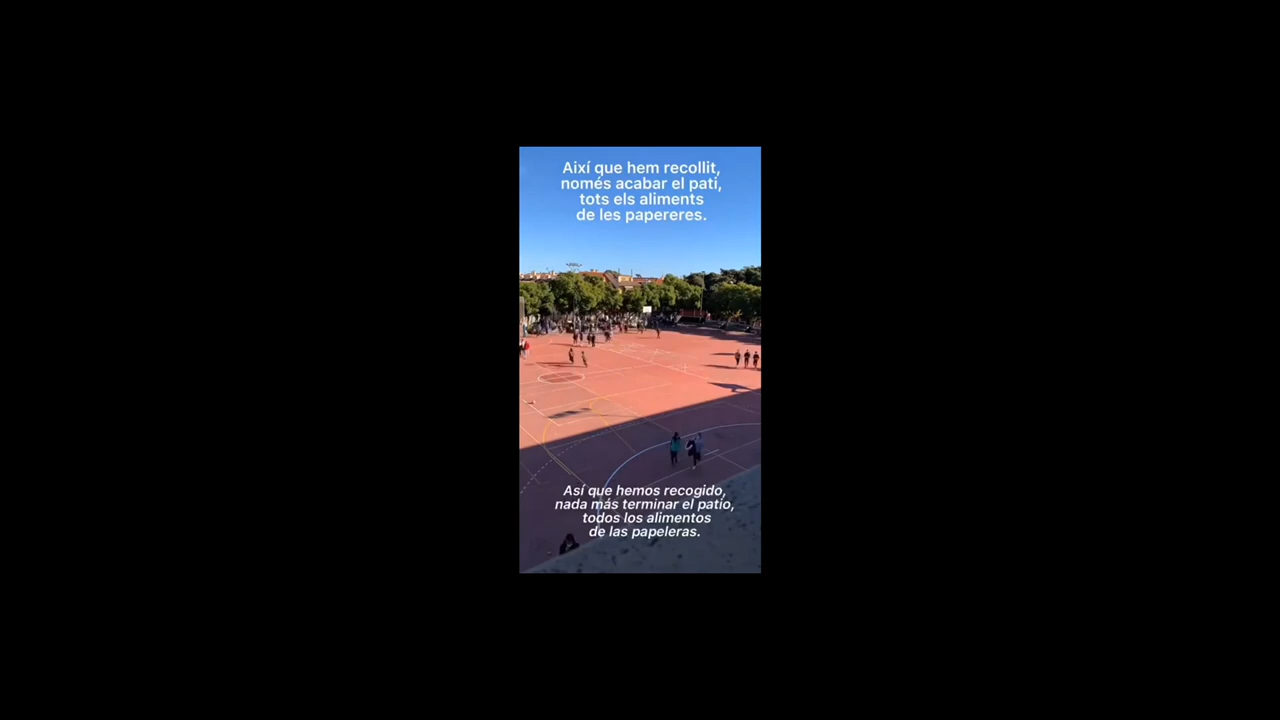 Així que hem recollit,
només acabar el pati,
tots els aliments
de les papereres.
Así que hemos recogido,
nada más terminar el patio,
todos los alimentos
de las papeleras.